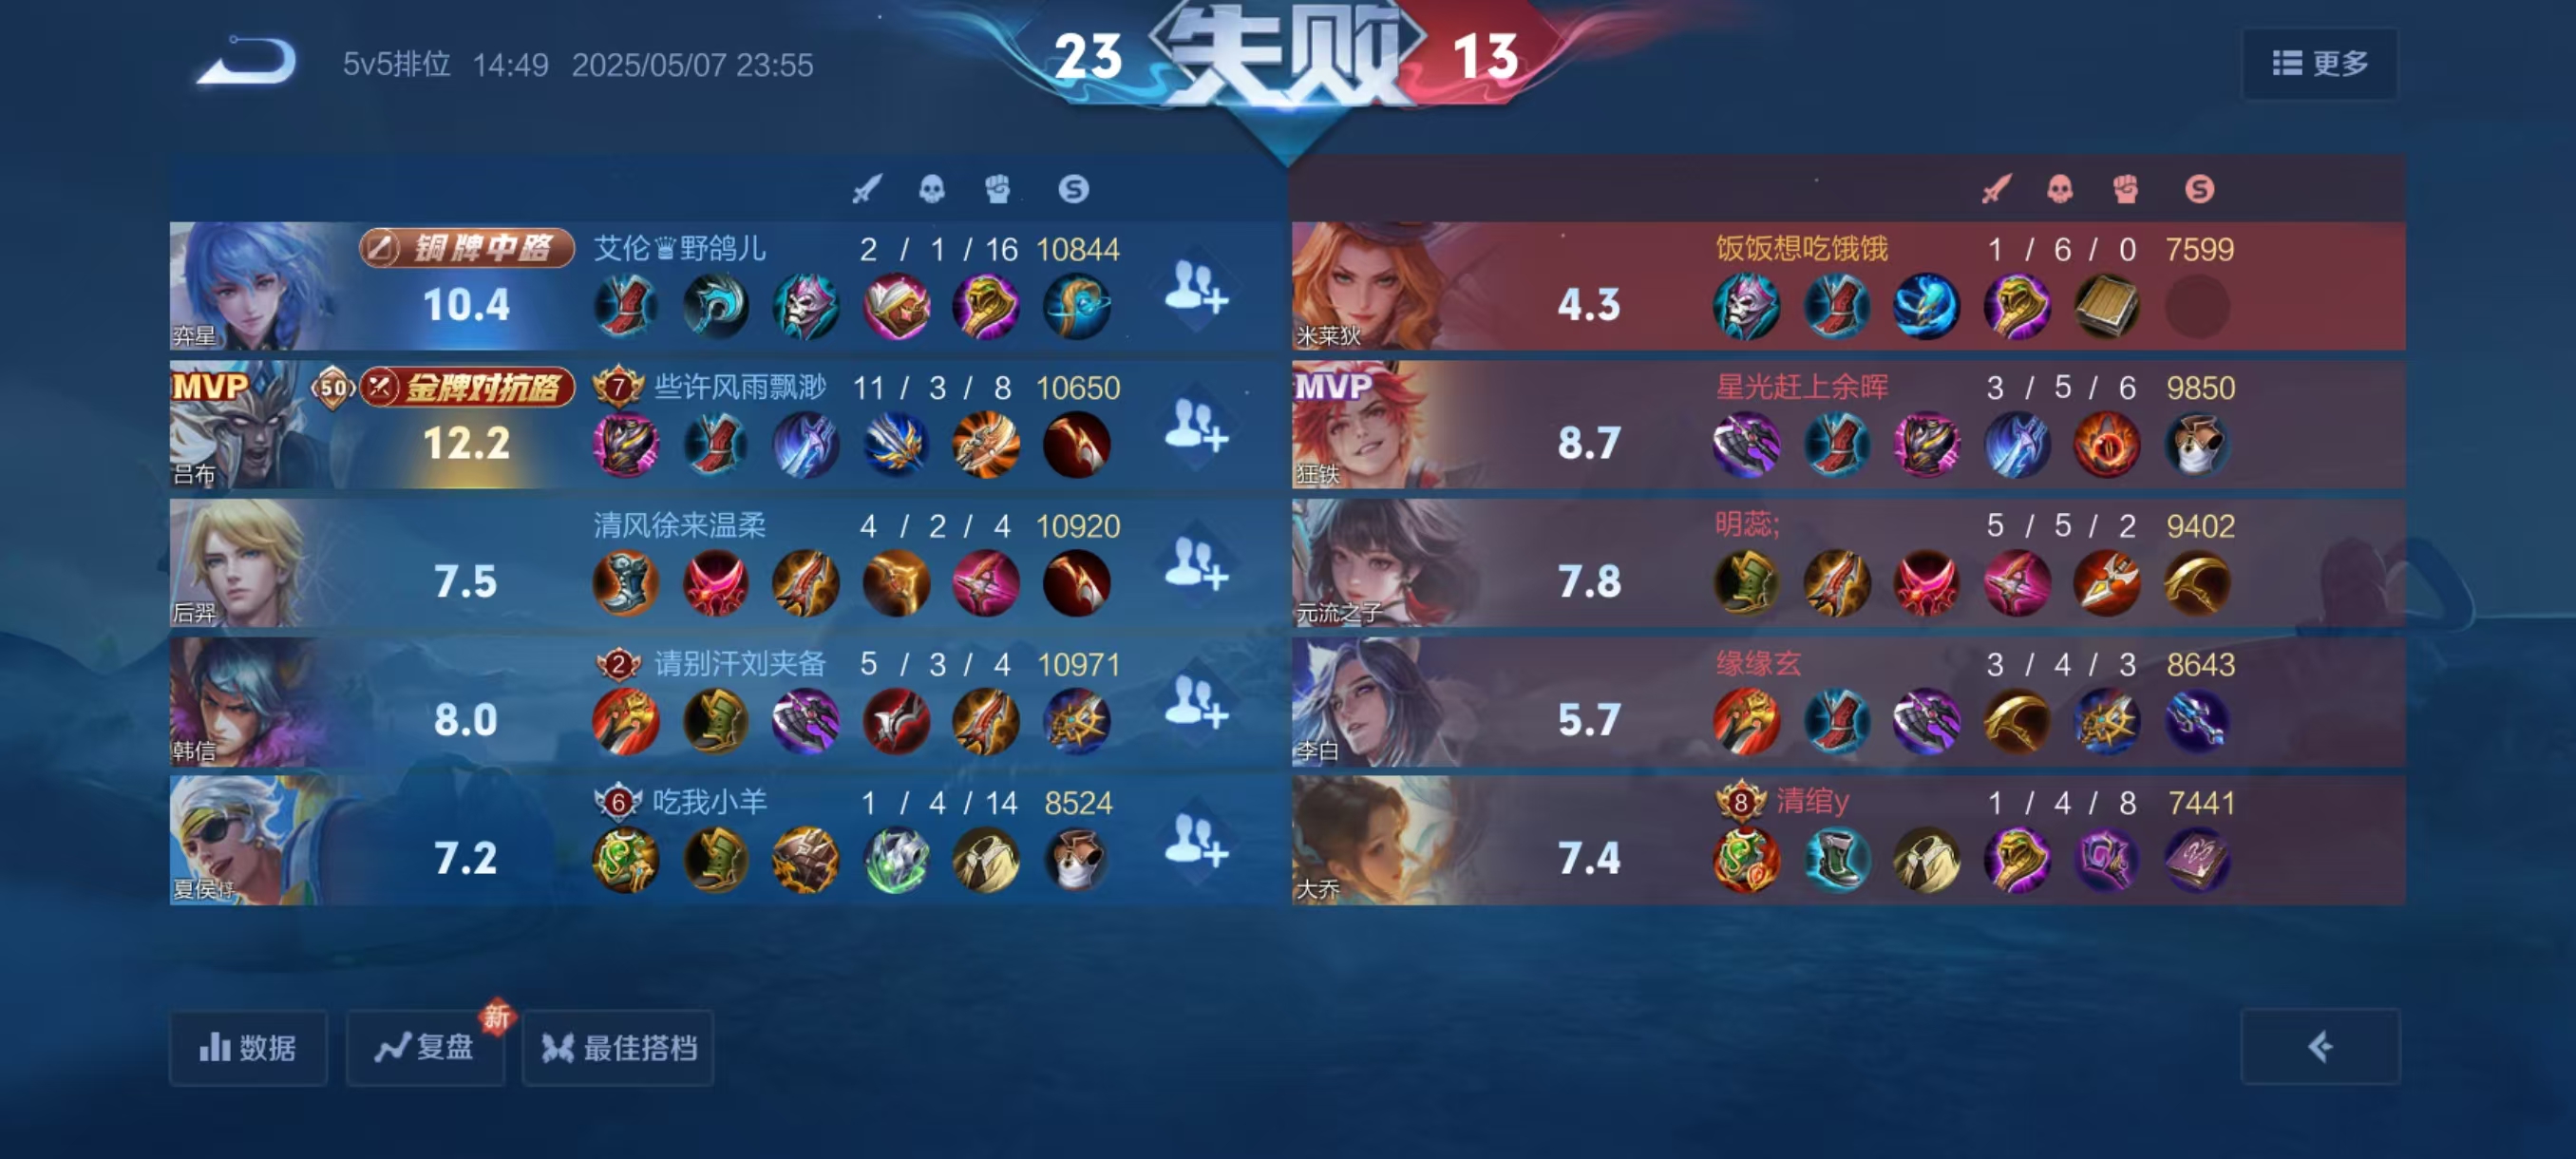 5v5排位 14:49 2025/05/07 23:55
23 失败 13
更多
铜牌中路 艾伦♛野鸽儿 2 / 1 / 16 10844
10.4
弈星
MVP 50 金牌对抗路 7 些许风雨飘渺 11 / 3 / 8 10650
12.2
吕布
清风徐来温柔 4 / 2 / 4 10920
7.5
后羿
2 请别汗刘夹备 5 / 3 / 4 10971
8.0
韩信
6 吃我小羊 1 / 4 / 14 8524
7.2
夏侯惇
饭饭想吃饿饿 1 / 6 / 0 7599
4.3
米莱狄
MVP 星光赶上余晖 3 / 5 / 6 9850
8.7
狂铁
明蕊; 5 / 5 / 2 9402
7.8
元流之子
缘缘玄 3 / 4 / 3 8643
5.7
李白
8 清绾y 1 / 4 / 8 7441
7.4
大乔
数据 复盘 新 最佳搭档